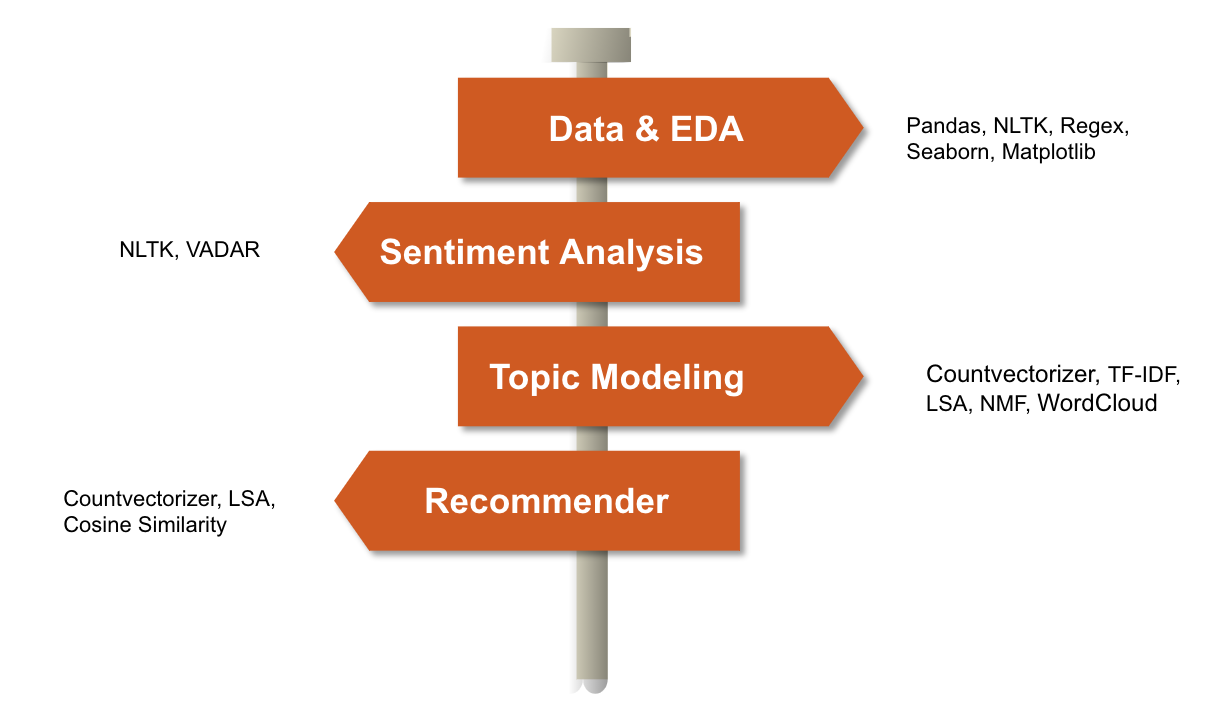 Data & EDA
Pandas, NLTK, Regex,
Seaborn, Matplotlib
NLTK, VADAR
Sentiment Analysis
Topic Modeling
Countvectorizer, TF-IDF,
LSA, NMF, WordCloud
Countvectorizer, LSA,
Cosine Similarity
Recommender